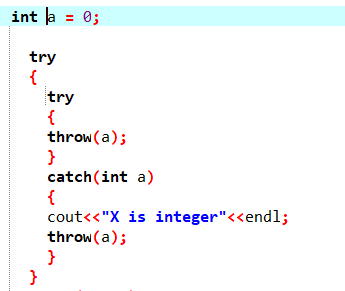 int a = 0;
try
{
try
{
throw(a);
}
catch(int a)
{
cout<<"X is integer"<<endl;
throw(a);
}
}